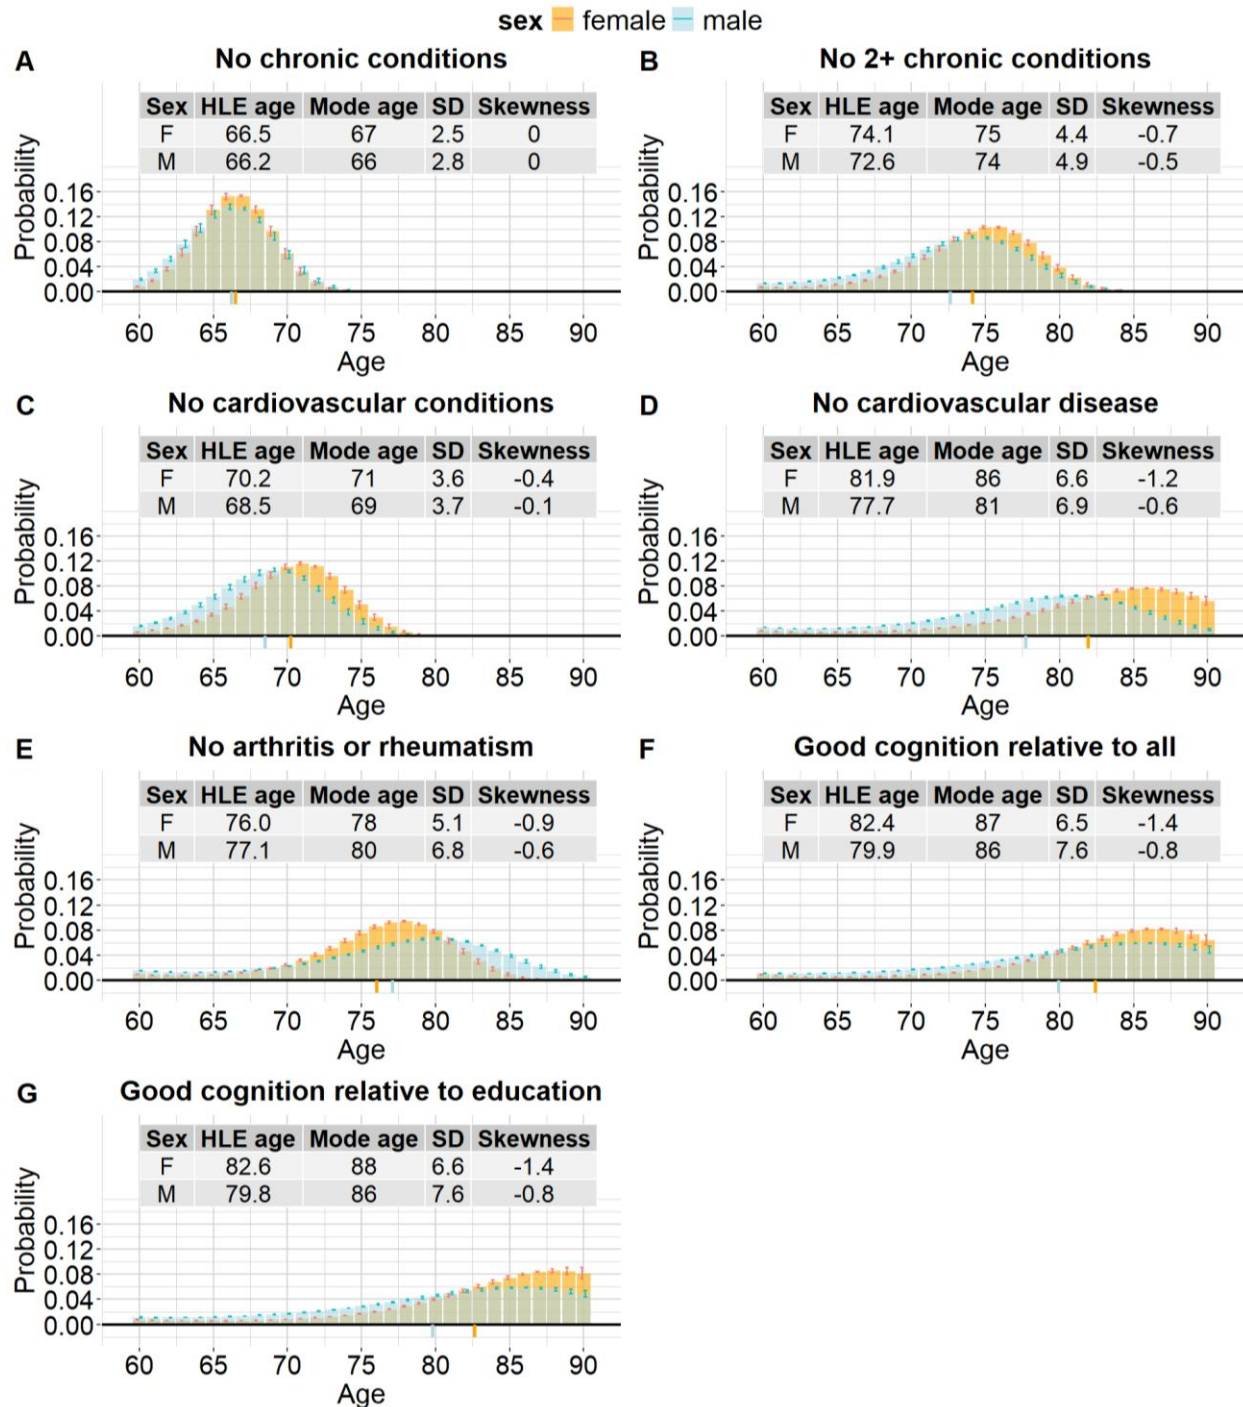 sex female male
A No chronic conditions
Sex HLE age Mode age SD Skewness
F 66.5 67 2.5 0
M 66.2 66 2.8 0
Probability
0.16
0.12
0.08
0.04
0.00
60 65 70 75 80 85 90
Age
B No 2+ chronic conditions
Sex HLE age Mode age SD Skewness
F 74.1 75 4.4 -0.7
M 72.6 74 4.9 -0.5
Probability
0.16
0.12
0.08
0.04
0.00
60 65 70 75 80 85 90
Age
C No cardiovascular conditions
Sex HLE age Mode age SD Skewness
F 70.2 71 3.6 -0.4
M 68.5 69 3.7 -0.1
Probability
0.16
0.12
0.08
0.04
0.00
60 65 70 75 80 85 90
Age
D No cardiovascular disease
Sex HLE age Mode age SD Skewness
F 81.9 86 6.6 -1.2
M 77.7 81 6.9 -0.6
Probability
0.16
0.12
0.08
0.04
0.00
60 65 70 75 80 85 90
Age
E No arthritis or rheumatism
Sex HLE age Mode age SD Skewness
F 76.0 78 5.1 -0.9
M 77.1 80 6.8 -0.6
Probability
0.16
0.12
0.08
0.04
0.00
60 65 70 75 80 85 90
Age
F Good cognition relative to all
Sex HLE age Mode age SD Skewness
F 82.4 87 6.5 -1.4
M 79.9 86 7.6 -0.8
Probability
0.16
0.12
0.08
0.04
0.00
60 65 70 75 80 85 90
Age
G Good cognition relative to education
Sex HLE age Mode age SD Skewness
F 82.6 88 6.6 -1.4
M 79.8 86 7.6 -0.8
Probability
0.16
0.12
0.08
0.04
0.00
60 65 70 75 80 85 90
Age